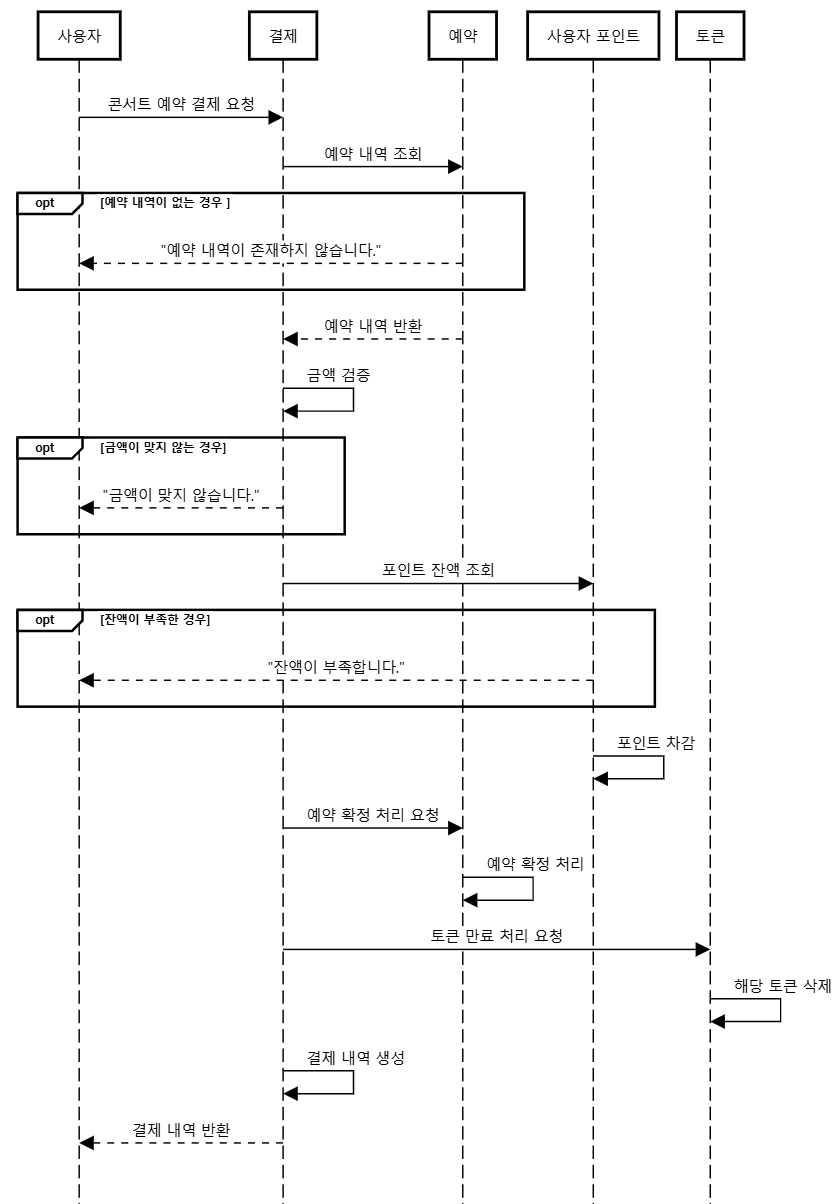 사용자
결제
예약
사용자 포인트
토큰
콘서트 예약 결제 요청
예약 내역 조회
opt
[예약 내역이 없는 경우 ]
"예약 내역이 존재하지 않습니다."
예약 내역 반환
금액 검증
opt
[금액이 맞지 않는 경우]
"금액이 맞지 않습니다."
포인트 잔액 조회
opt
[잔액이 부족한 경우]
"잔액이 부족합니다."
포인트 차감
예약 확정 처리 요청
예약 확정 처리
토큰 만료 처리 요청
해당 토큰 삭제
결제 내역 생성
결제 내역 반환